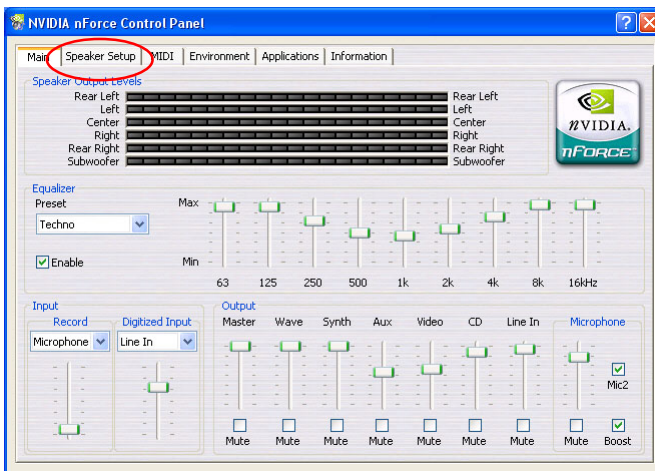 NVIDIA nForce Control Panel
Main Speaker Setup MIDI Environment Applications Information
Speaker Output Levels
Rear Left Rear Left
Left Left
Center Center
Right Right
Rear Right Rear Right
Subwoofer Subwoofer
nVIDIA.
nFORCE
Equalizer
Preset
Techno
Enable
Max
Min
63 125 250 500 1k 2k 4k 8k 16kHz
Input
Record Digitized Input
Microphone Line In
Output
Master Wave Synth Aux Video CD Line In Microphone
Mic2
Mute Mute Mute Mute Mute Mute Mute Mute Boost